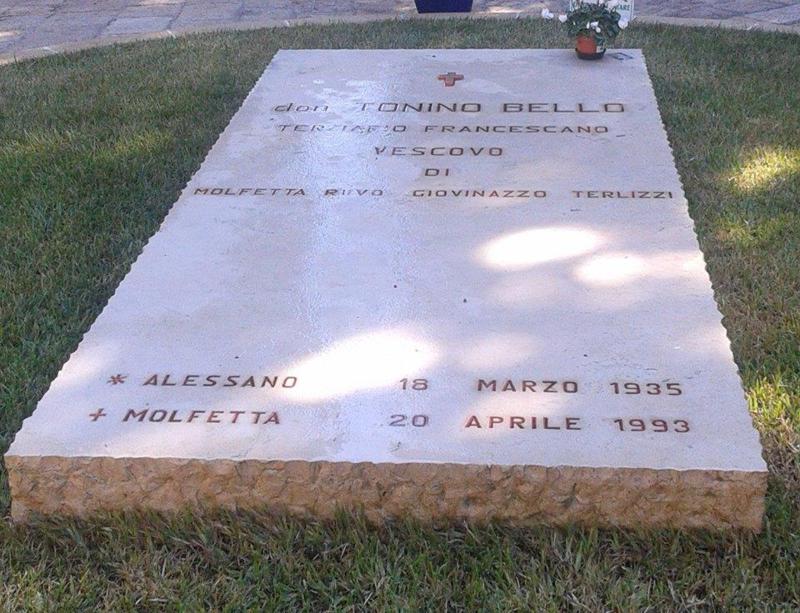 don TONINO BELLO
TERZIARIO FRANCESCANO
VESCOVO
DI
MOLFETTA RUVO GIOVINAZZO TERLIZZI
* ALESSANO 18 MARZO 1935
+ MOLFETTA 20 APRILE 1993